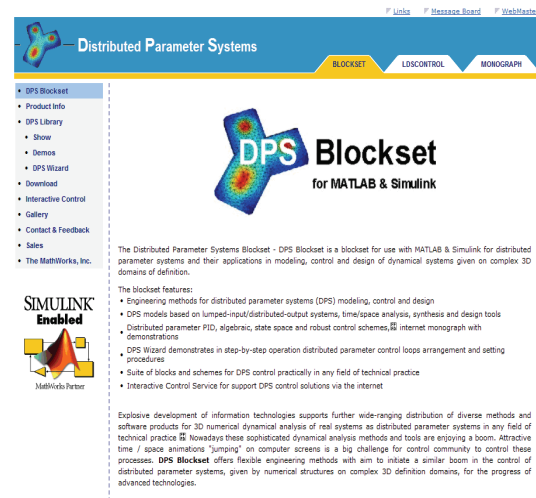 Links Message Board WebMaste
Distributed Parameter Systems
BLOCKSET LDSCONTROL MONOGRAPH
DPS Blockset
Product Info
DPS Library
Show
Demos
DPS Wizard
Download
Interactive Control
Gallery
Contact & Feedback
Sales
The MathWorks, Inc.
SIMULINK
Enabled
MathWorks Partner
DPS Blockset
for MATLAB & Simulink
The Distributed Parameter Systems Blockset - DPS Blockset is a blockset for use with MATLAB & Simulink for distributed
parameter systems and their applications in modeling, control and design of dynamical systems given on complex 3D
domains of definition.
The blockset features:
• Engineering methods for distributed parameter systems (DPS) modeling, control and design
• DPS models based on lumped-input/distributed-output systems, time/space analysis, synthesis and design tools
• Distributed parameter PID, algebraic, state space and robust control schemes, internet monograph with
demonstrations
• DPS Wizard demonstrates in step-by-step operation distributed parameter control loops arrangement and setting
procedures
• Suite of blocks and schemes for DPS control practically in any field of technical practice
• Interactive Control Service for support DPS control solutions via the internet
Explosive development of information technologies supports further wide-ranging distribution of diverse methods and
software products for 3D numerical dynamical analysis of real systems as distributed parameter systems in any field of
technical practice Nowadays these sophisticated dynamical analysis methods and tools are enjoying a boom. Attractive
time / space animations "jumping" on computer screens is a big challenge for control community to control these
processes. DPS Blockset offers flexible engineering methods with aim to initiate a similar boom in the control of
distributed parameter systems, given by numerical structures on complex 3D definition domains, for the progress of
advanced technologies.